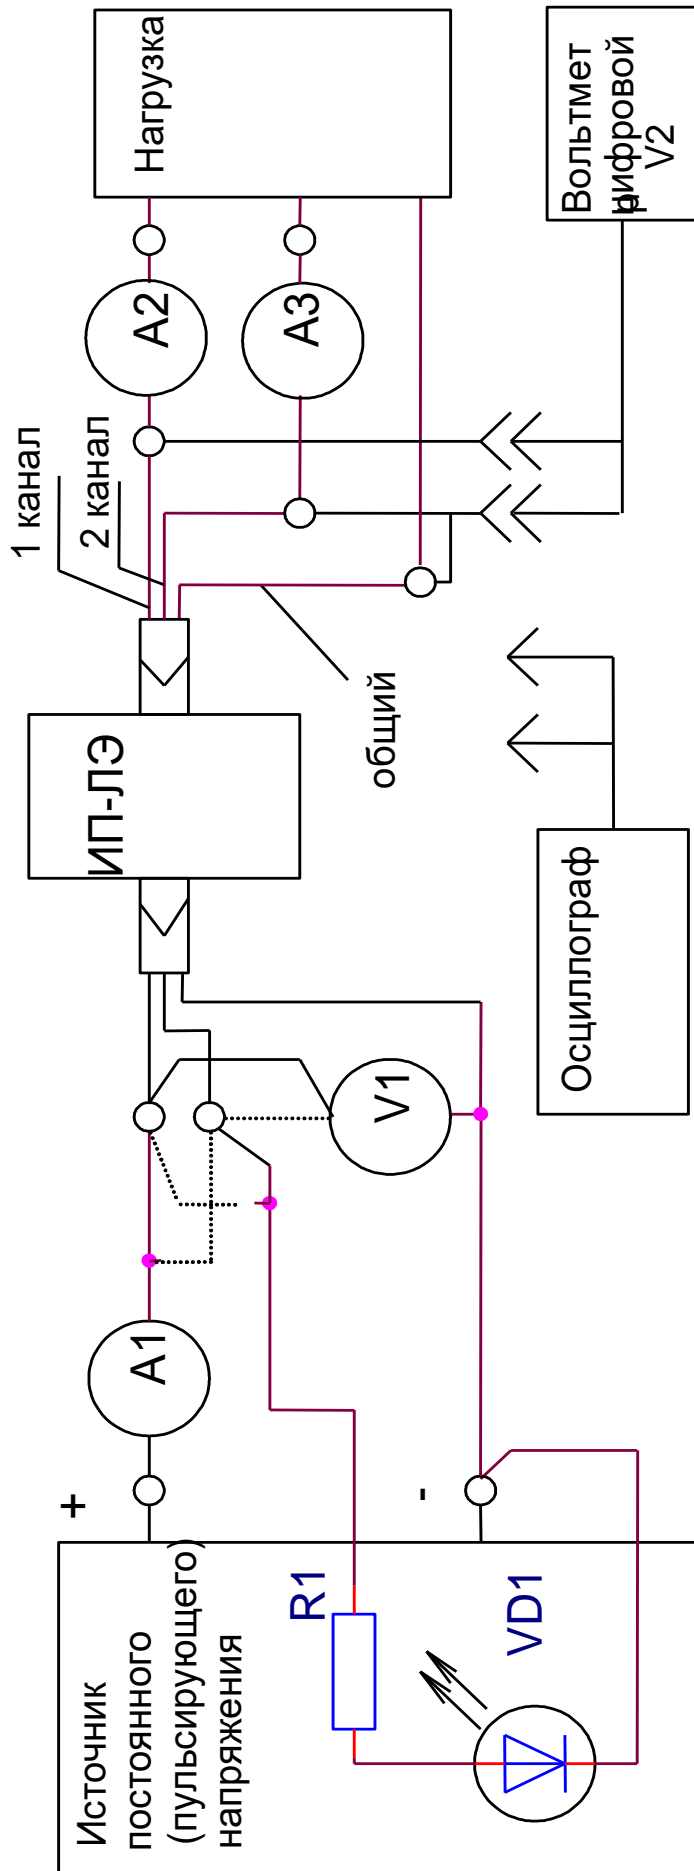 Источник
постоянного
(пульсирующего)
напряжения
+
-
R1
VD1
A1
V1
ИП-ЛЭ
1 канал
2 канал
общий
A2
A3
Нагрузка
Осциллограф
Вольтмет
р
цифровой
V2